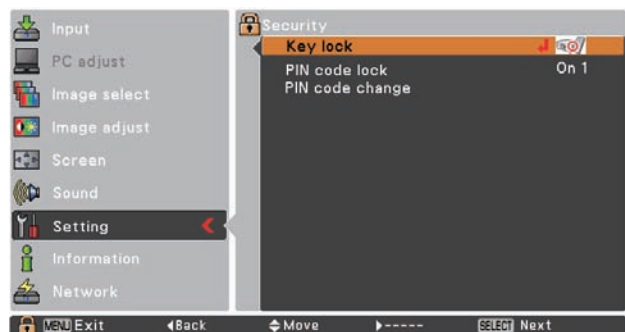 Input
PC adjust
Image select
Image adjust
Screen
Sound
Setting
Information
Network
Security
Key lock
PIN code lock On 1
PIN code change
MENU Exit Back Move ----- SELECT Next